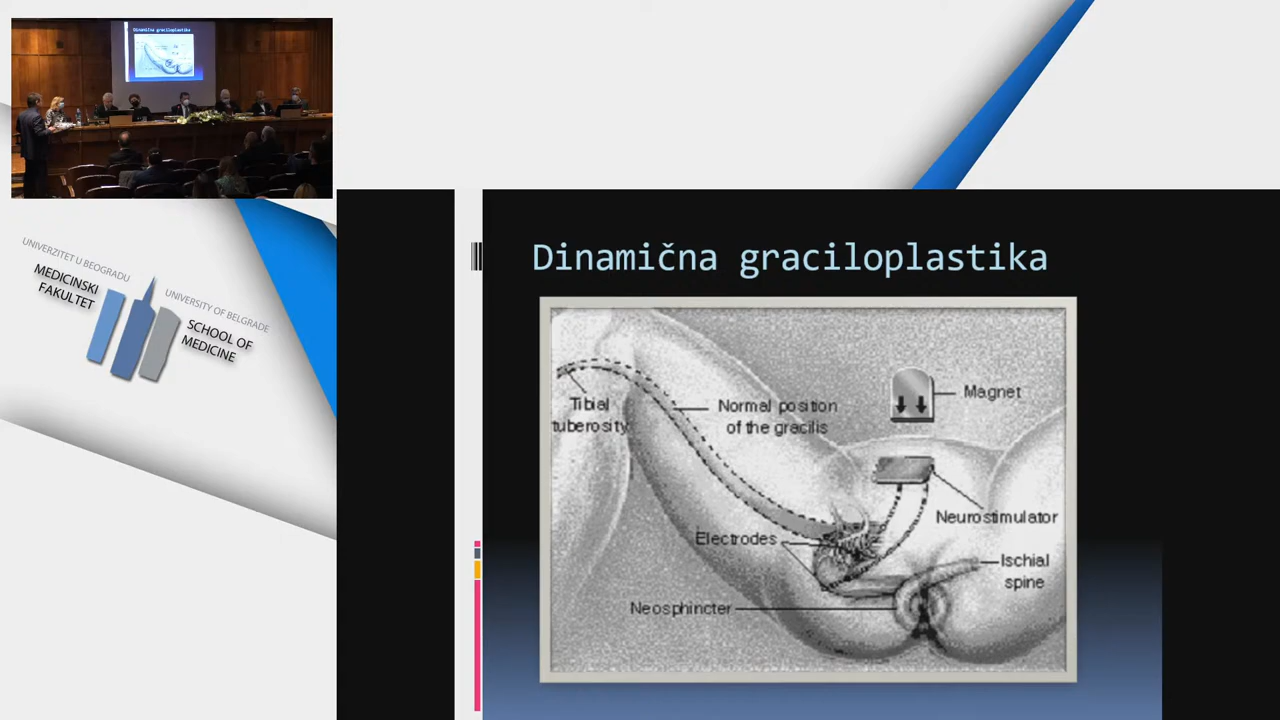 Dinamična graciloplastika
UNIVERZITET U BEOGRADU
MEDICINSKI
FAKULTET
UNIVERSITY OF BELGRADE
SCHOOL OF
MEDICINE
Dinamična graciloplastika
Tibial
tuberosity
Normal position
of the gracilis
Magnet
Neurostimulator
Electrodes
Ischial
spine
Neosphincter